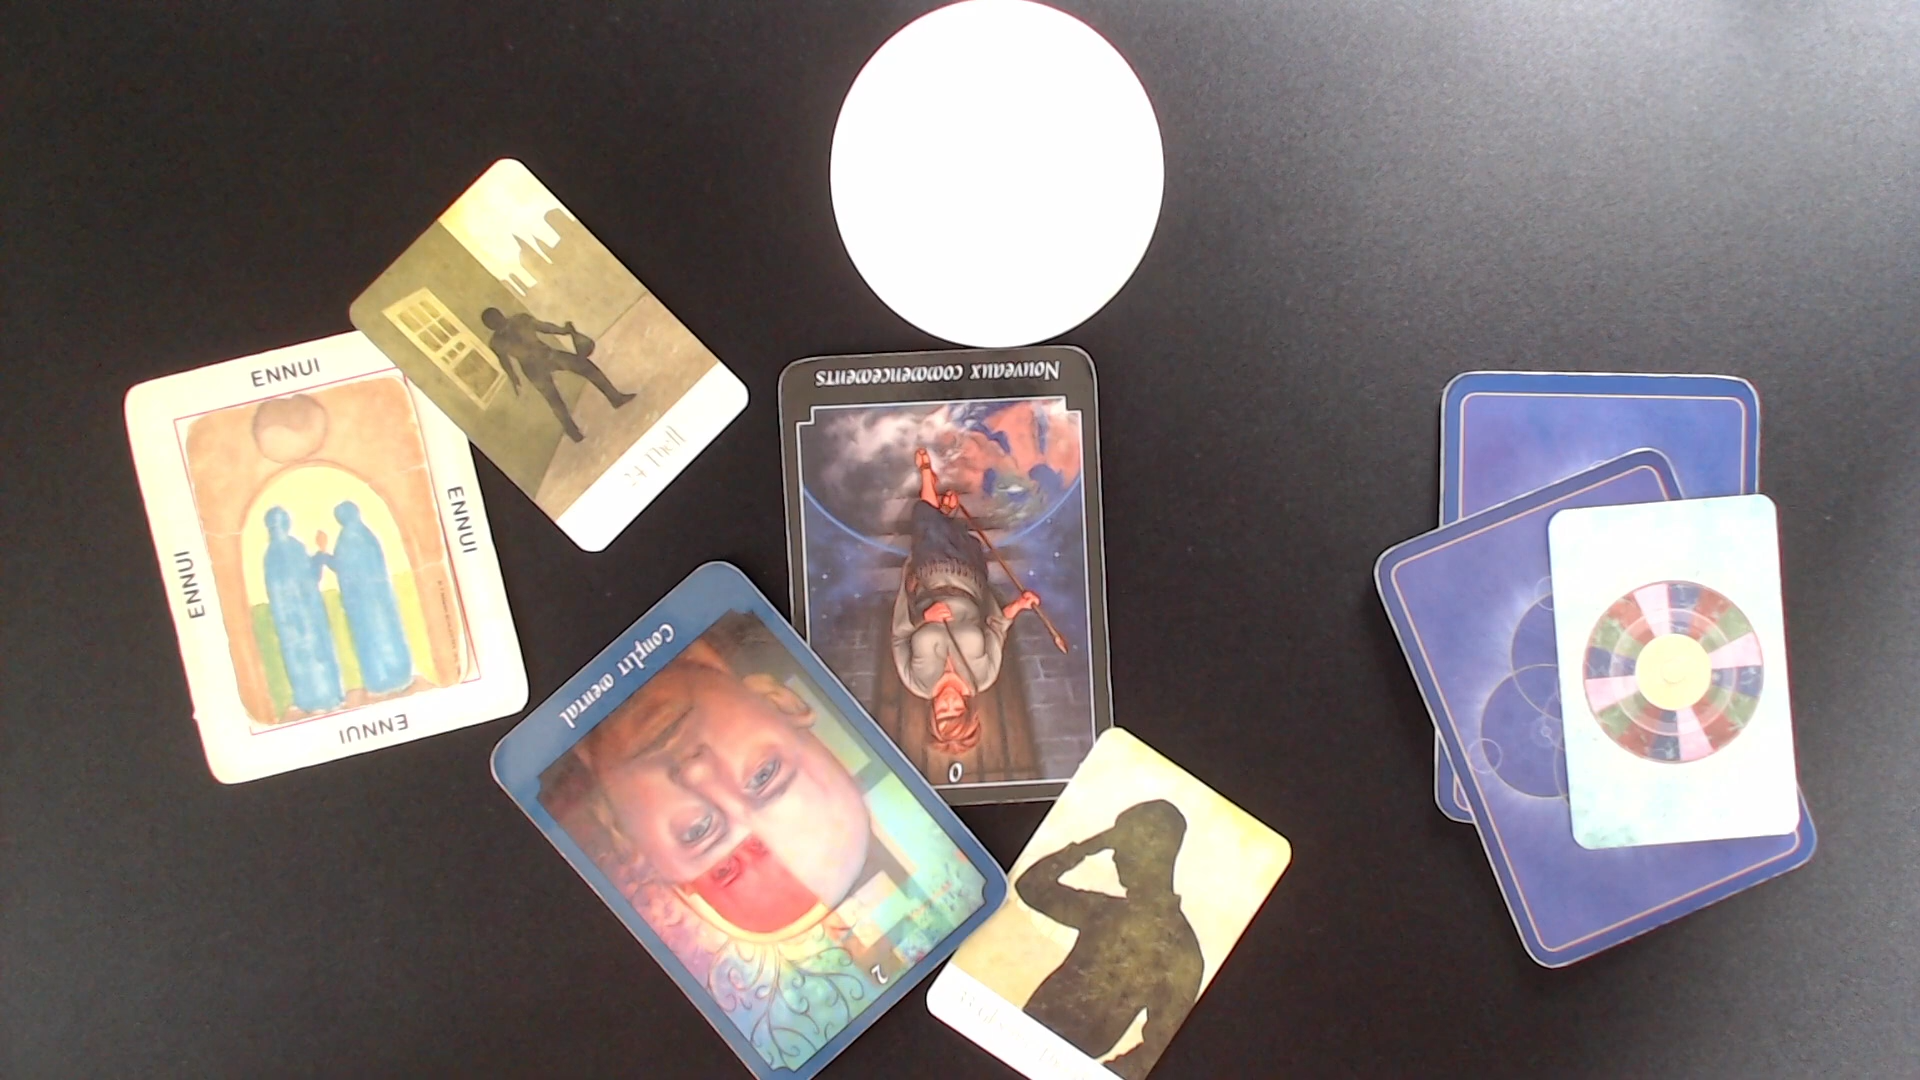 ENNUI
ENNUI
ENNUI
ENNUI
Nouveaux commencements
0
Conflit mental
2